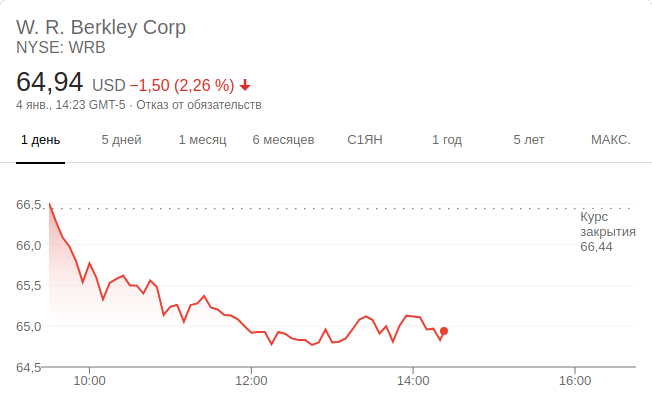 W. R. Berkley Corp
NYSE: WRB
64,94 USD −1,50 (2,26 %)
4 янв., 14:23 GMT-5 · Отказ от обязательств
1 день 5 дней 1 месяц 6 месяцев С1ЯН 1 год 5 лет МАКС.
66,5
Курс
закрытия
66,44
66,0
65,5
65,0
64,5
10:00 12:00 14:00 16:00